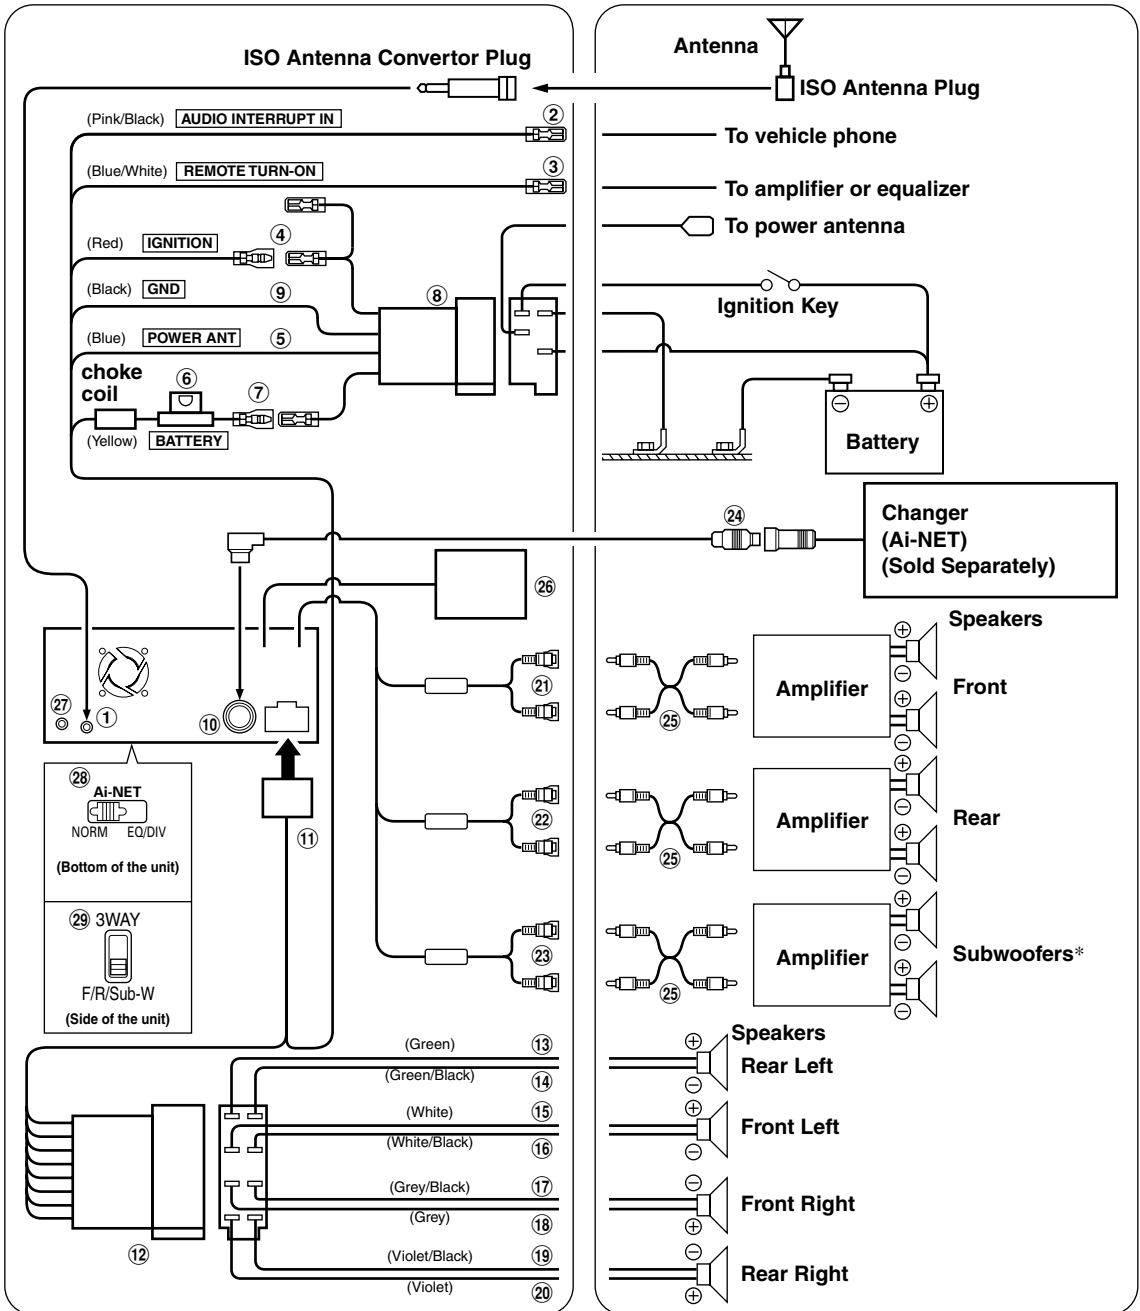 ISO Antenna Convertor Plug
Antenna
ISO Antenna Plug
(Pink/Black) AUDIO INTERRUPT IN ②
To vehicle phone
(Blue/White) REMOTE TURN-ON ③
To amplifier or equalizer
To power antenna
④
(Red) IGNITION
Ignition Key
(Black) GND ⑨ ⑧
(Blue) POWER ANT ⑤
choke
coil
⑥ ⑦
(Yellow) BATTERY
⊖ ⊕
Battery
㉔
Changer
(Ai-NET)
(Sold Separately)
㉖
Speakers
⊕
⊖
⊕
⊖
Amplifier
Front
㉑ ㉕
㉗ ① ⑩
㉘
Ai-NET
NORM EQ/DIV
(Bottom of the unit)
⑪
㉙ 3WAY
F/R/Sub-W
(Side of the unit)
⊕
⊖
⊕
⊖
Amplifier
Rear
㉒ ㉕
⊕
⊖
⊕
⊖
Amplifier
Subwoofers*
㉓ ㉕
Speakers
(Green) ⑬ ⊕
Rear Left
(Green/Black) ⑭ ⊖
(White) ⑮ ⊕
Front Left
(White/Black) ⑯ ⊖
(Grey/Black) ⑰ ⊖
Front Right
(Grey) ⑱ ⊕
⑫
(Violet/Black) ⑲ ⊖
Rear Right
(Violet) ⑳ ⊕